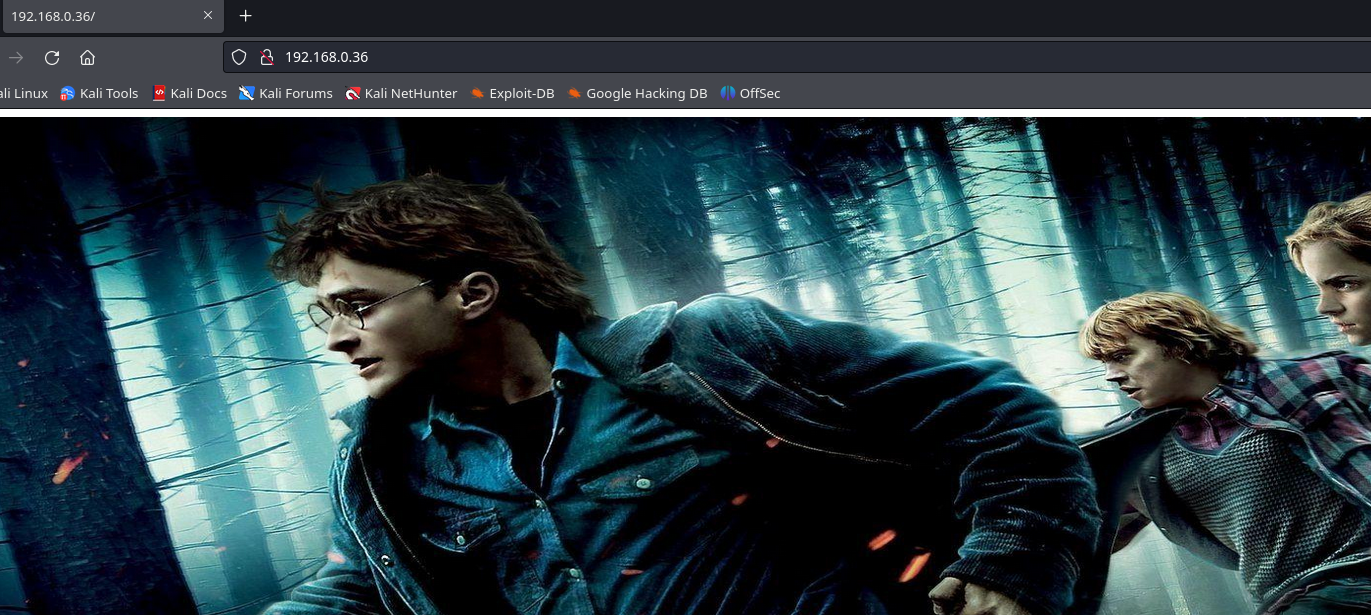 192.168.0.36/
192.168.0.36
ali Linux Kali Tools Kali Docs Kali Forums Kali NetHunter Exploit-DB Google Hacking DB OffSec